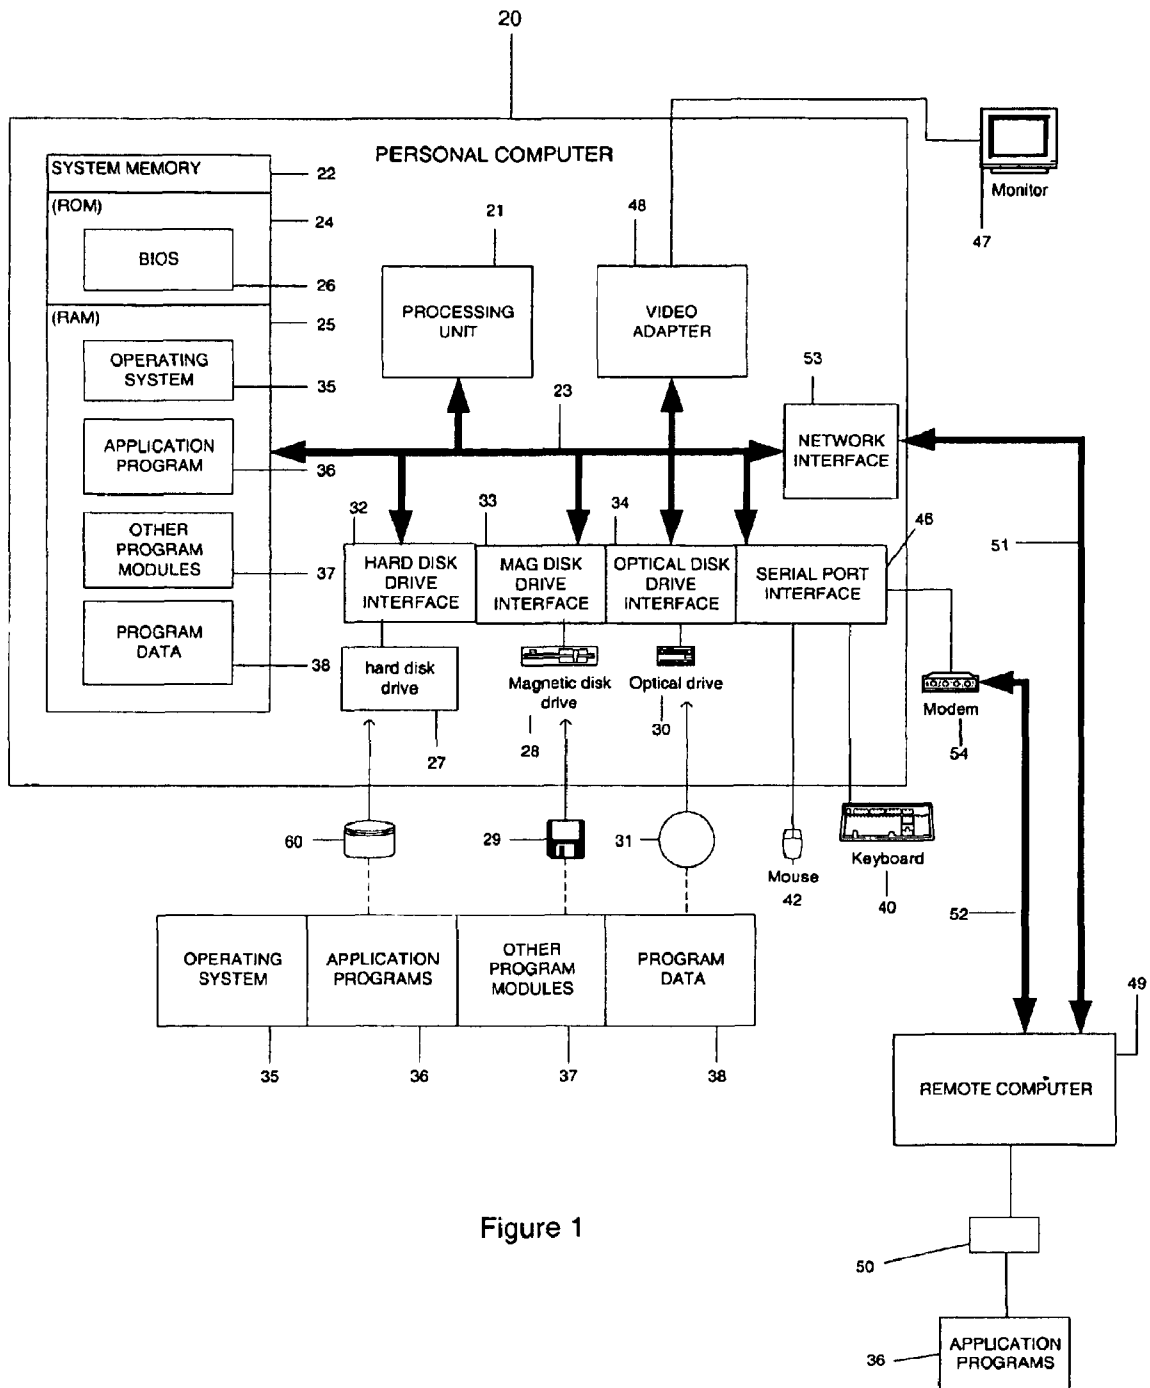 20
PERSONAL COMPUTER
SYSTEM MEMORY
22
(ROM)
24
BIOS
26
(RAM)
25
OPERATING
SYSTEM
35
APPLICATION
PROGRAM
36
OTHER
PROGRAM
MODULES
37
PROGRAM
DATA
38
21
PROCESSING
UNIT
48
VIDEO
ADAPTER
Monitor
47
23
53
NETWORK
INTERFACE
32
HARD DISK
DRIVE
INTERFACE
33
MAG DISK
DRIVE
INTERFACE
34
OPTICAL DISK
DRIVE
INTERFACE
46
SERIAL PORT
INTERFACE
51
hard disk
drive
27
Magnetic disk
drive
28
Optical drive
30
Modem
54
60
29
31
Mouse
42
Keyboard
40
52
OPERATING
SYSTEM
APPLICATION
PROGRAMS
OTHER
PROGRAM
MODULES
PROGRAM
DATA
35
36
37
38
49
REMOTE COMPUTER
Figure 1
50
36
APPLICATION
PROGRAMS